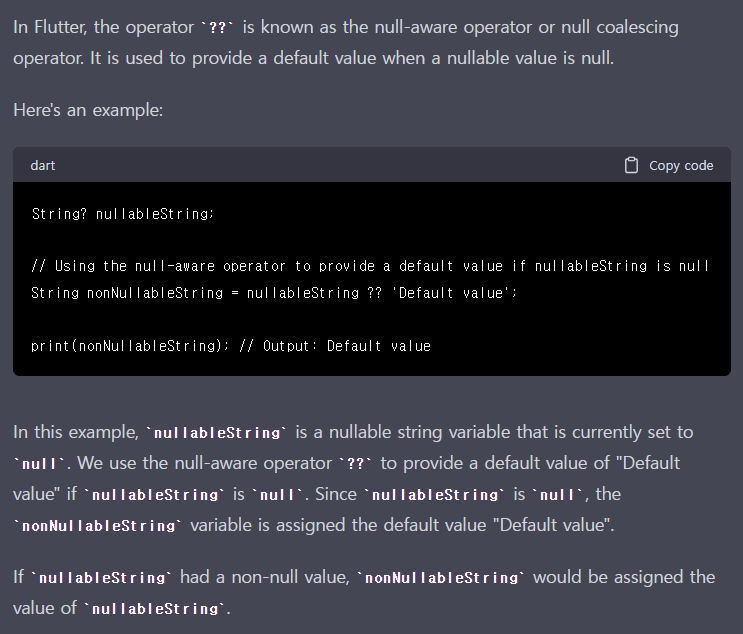 In Flutter, the operator `??` is known as the null-aware operator or null coalescing
operator. It is used to provide a default value when a nullable value is null.
Here's an example:
dart
Copy code
String? nullableString;
// Using the null-aware operator to provide a default value if nullableString is null
String nonNullableString = nullableString ?? 'Default value';
print(nonNullableString); // Output: Default value
In this example, `nullableString` is a nullable string variable that is currently set to
`null`. We use the null-aware operator `??` to provide a default value of "Default
value" if `nullableString` is `null`. Since `nullableString` is `null`, the
`nonNullableString` variable is assigned the default value "Default value".
If `nullableString` had a non-null value, `nonNullableString` would be assigned the
value of `nullableString`.